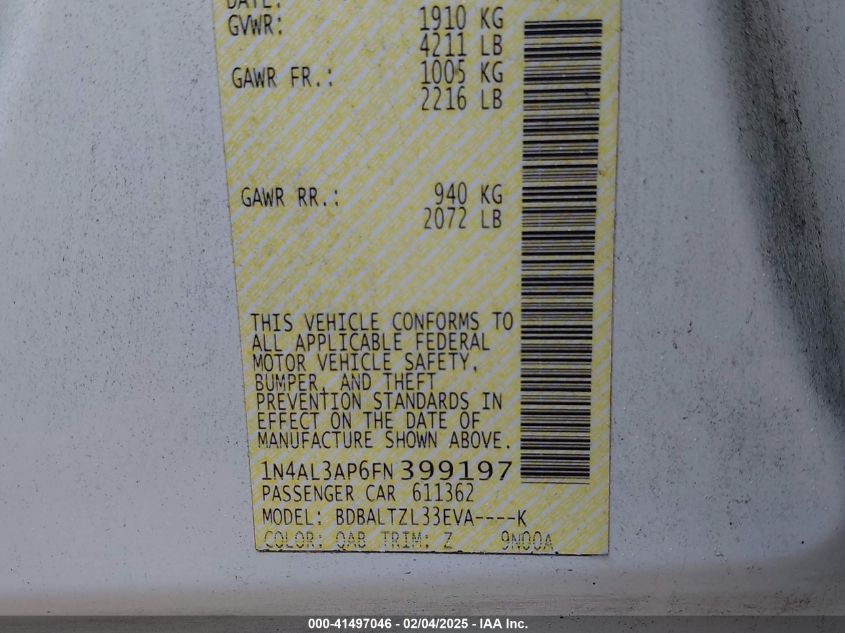 DATE:
GVWR: 1910 KG
4211 LB
GAWR FR.: 1005 KG
2216 LB
GAWR RR.: 940 KG
2072 LB
THIS VEHICLE CONFORMS TO
ALL APPLICABLE FEDERAL
MOTOR VEHICLE SAFETY,
BUMPER, AND THEFT
PREVENTION STANDARDS IN
EFFECT ON THE DATE OF
MANUFACTURE SHOWN ABOVE.
1N4AL3AP6FN 399197
PASSENGER CAR 611362
MODEL: BDBALTZL33EVA----K
COLOR: QAB TRIM: Z 9N00A
000-41497046 - 02/04/2025 - IAA Inc.